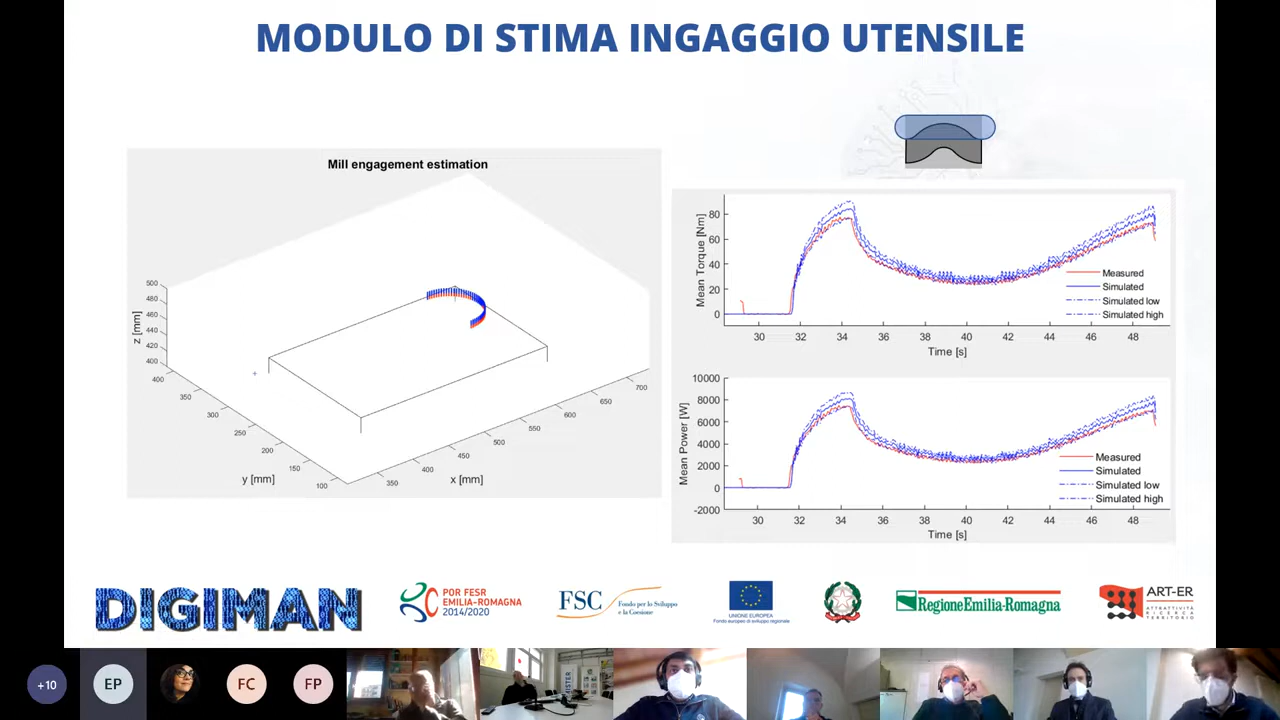 MODULO DI STIMA INGAGGIO UTENSILE
Mill engagement estimation
z [mm]
500
480
460
440
420
400
400
350
300
250
200
150
100
y [mm]
350
400
450
500
550
600
650
700
x [mm]
Mean Torque [Nm]
80
60
40
20
0
Measured
Simulated
Simulated low
Simulated high
30 32 34 36 38 40 42 44 46 48
Time [s]
Mean Power [W]
10000
8000
6000
4000
2000
0
-2000
Measured
Simulated
Simulated low
Simulated high
30 32 34 36 38 40 42 44 46 48
Time [s]
DIGIMAN
POR FESR
EMILIA-ROMAGNA
2014/2020
FSC
Fondo per lo Sviluppo
e la Coesione
UNIONE EUROPEA
Fondo europeo di sviluppo regionale
RegioneEmilia-Romagna
ART-ER
ATTRATTIVITÀ
RICERCA
TERRITORIO
+10
EP
FC
FP